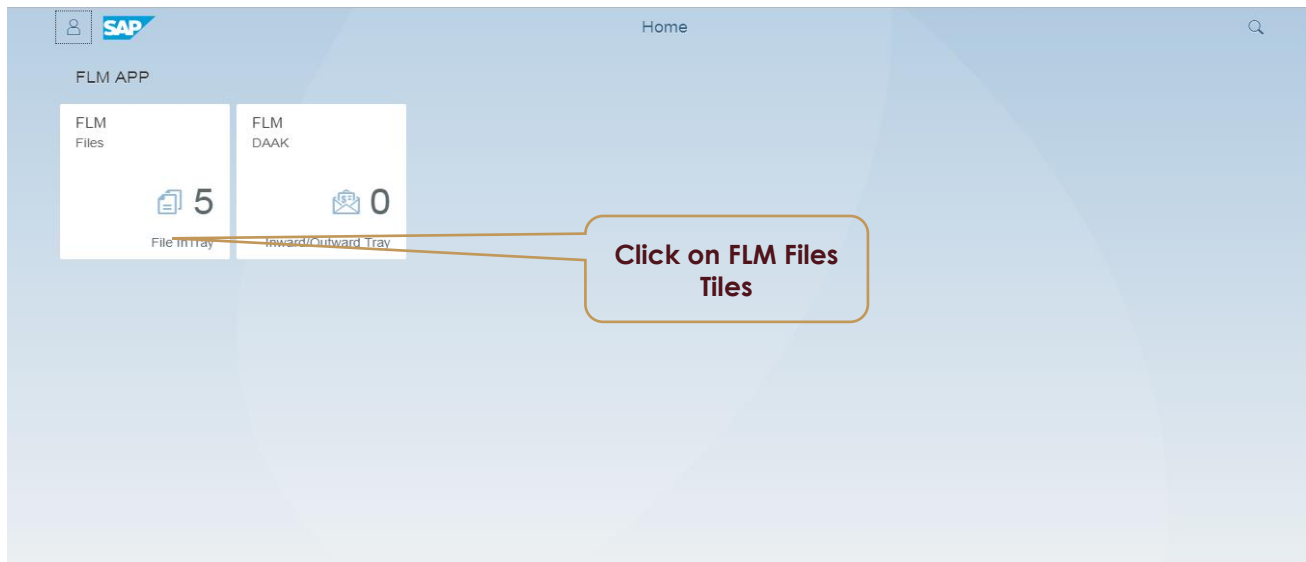 SAP
Home
FLM APP
FLM
Files
5
File InTray
FLM
DAAK
0
Inward/Outward Tray
Click on FLM Files
Tiles